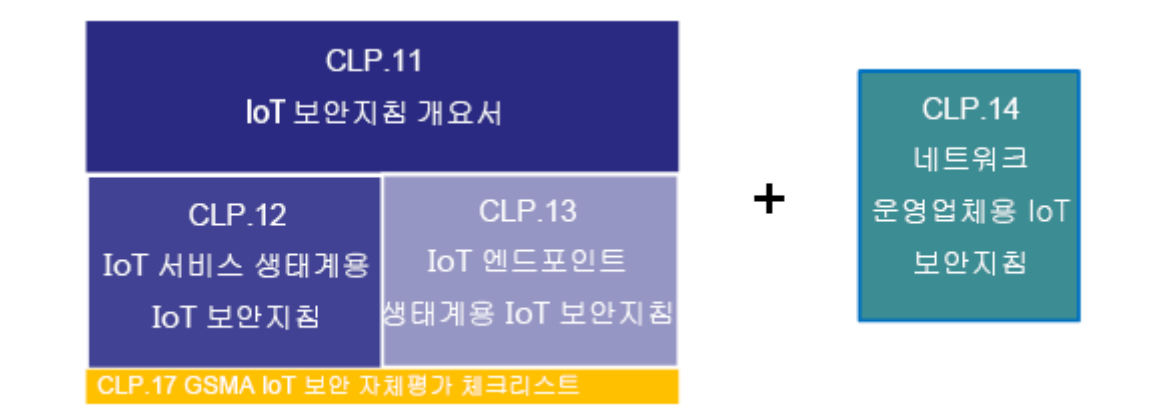 CLP.11
IoT 보안지침 개요서
CLP.12
IoT 서비스 생태계용
IoT 보안지침
CLP.13
IoT 엔드포인트
생태계용 IoT 보안지침
CLP.17 GSMA IoT 보안 자체평가 체크리스트
+
CLP.14
네트워크
운영업체용 IoT
보안지침